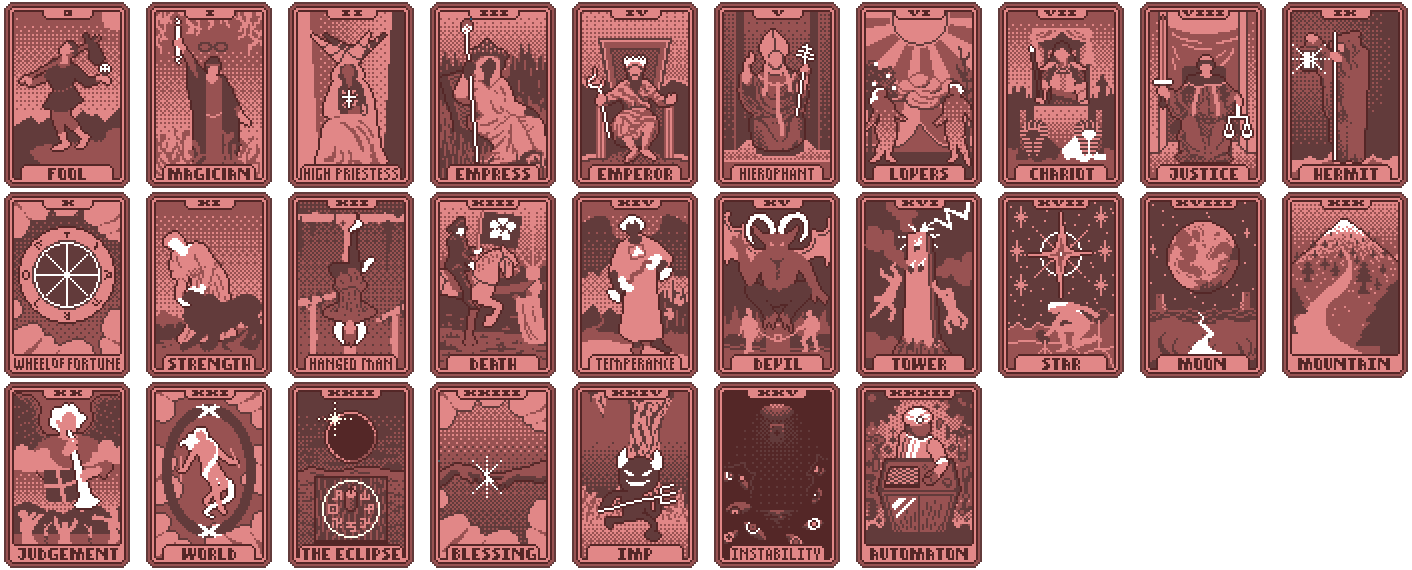 0 I II III IV V VI VII VIII IX
FOOL MAGICIAN HIGH PRIESTESS EMPRESS EMPEROR HIEROPHANT LOVERS CHARIOT JUSTICE HERMIT
X XI XII XIII XIV XV XVI XVII XVIII XIX
WHEEL OF FORTUNE STRENGTH HANGED MAN DEATH TEMPERANCE DEVIL TOWER STAR MOON MOUNTAIN
XX XXI XXII XXIII XXIV XXV
JUDGEMENT WORLD THE ECLIPSE BLESSING IMP INSTABILITY AUTOMATON